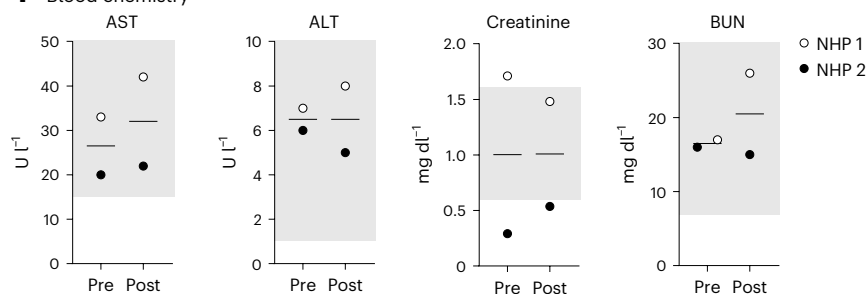 Blood chemistry
AST
50
40
30
20
10
0
U l⁻¹
Pre Post
ALT
10
8
6
4
2
0
U l⁻¹
Pre Post
Creatinine
2.0
1.5
1.0
0.5
0
mg dl⁻¹
Pre Post
BUN
30
20
10
0
mg dl⁻¹
Pre Post
NHP 1
NHP 2